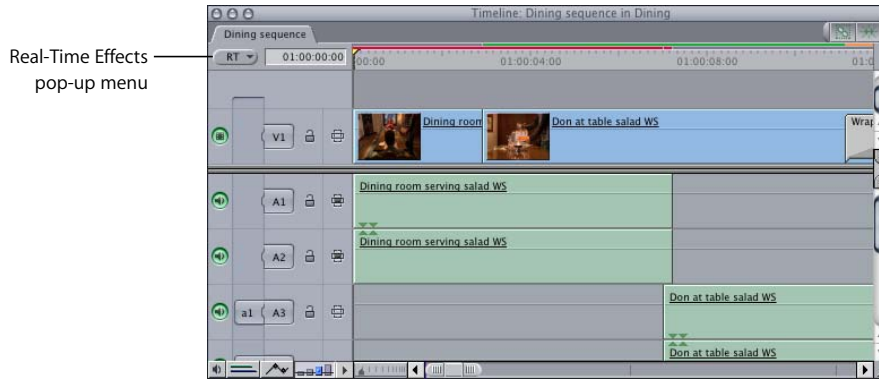 Timeline: Dining sequence in Dining
Dining sequence
Real-Time Effects
pop-up menu
RT
01:00:00:00
00:00
01:00:04:00
01:00:08:00
01:0
V1
Dining room
Don at table salad WS
Wrap
A1
Dining room serving salad WS
A2
Dining room serving salad WS
a1
A3
Don at table salad WS
Don at table salad WS